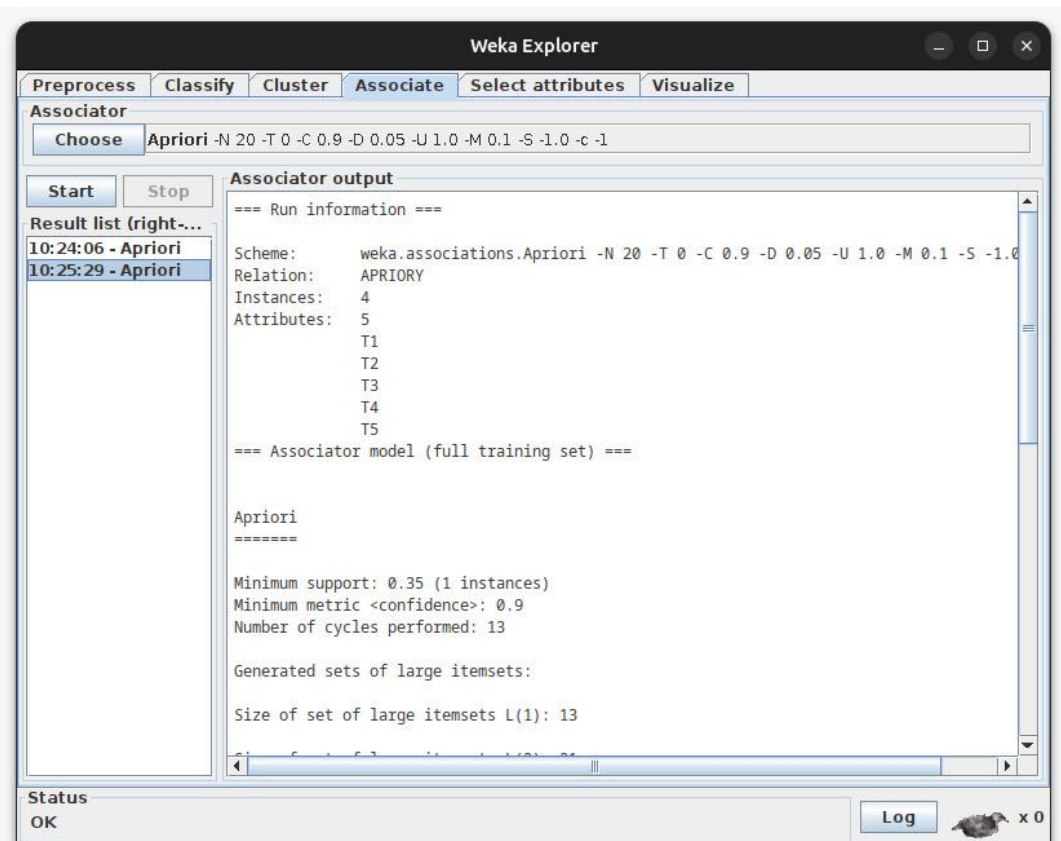 Weka Explorer
Preprocess Classify Cluster Associate Select attributes Visualize
Associator
Choose Apriori -N 20 -T 0 -C 0.9 -D 0.05 -U 1.0 -M 0.1 -S -1.0 -c -1
Start Stop
Result list (right-...
10:24:06 - Apriori
10:25:29 - Apriori
Associator output
=== Run information ===
Scheme: weka.associations.Apriori -N 20 -T 0 -C 0.9 -D 0.05 -U 1.0 -M 0.1 -S -1.0
Relation: APRIORY
Instances: 4
Attributes: 5
T1
T2
T3
T4
T5
=== Associator model (full training set) ===
Apriori
=======
Minimum support: 0.35 (1 instances)
Minimum metric <confidence>: 0.9
Number of cycles performed: 13
Generated sets of large itemsets:
Size of set of large itemsets L(1): 13
Status
OK
Log x 0